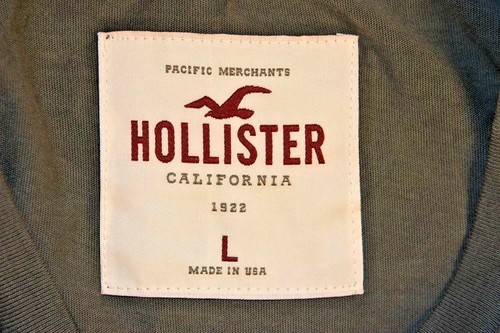 PACIFIC MERCHANTS
HOLLISTER
CALIFORNIA
1922
L
MADE IN USA